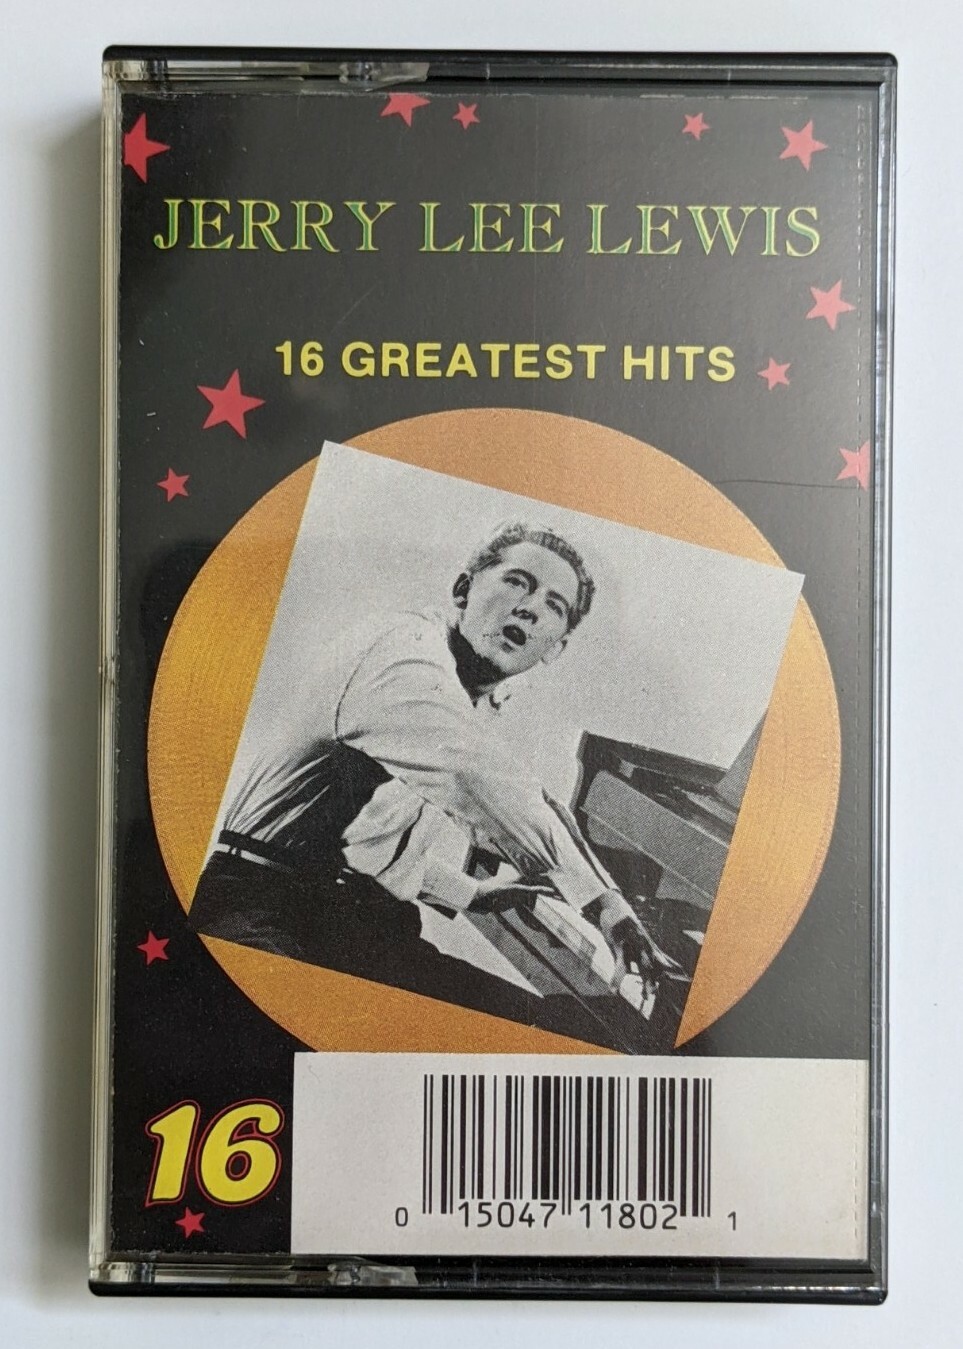 JERRY LEE LEWIS
16 GREATEST HITS
16
0 15047 11802 1